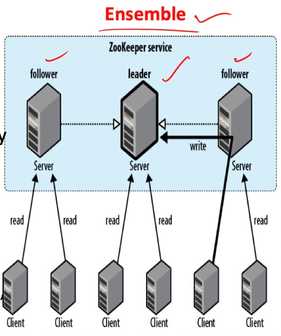 Ensemble
ZooKeeper service
follower
leader
follower
y
write
Server
Server
Server
read
read
read
read
read
Client
Client
Client
Client
Client
Client